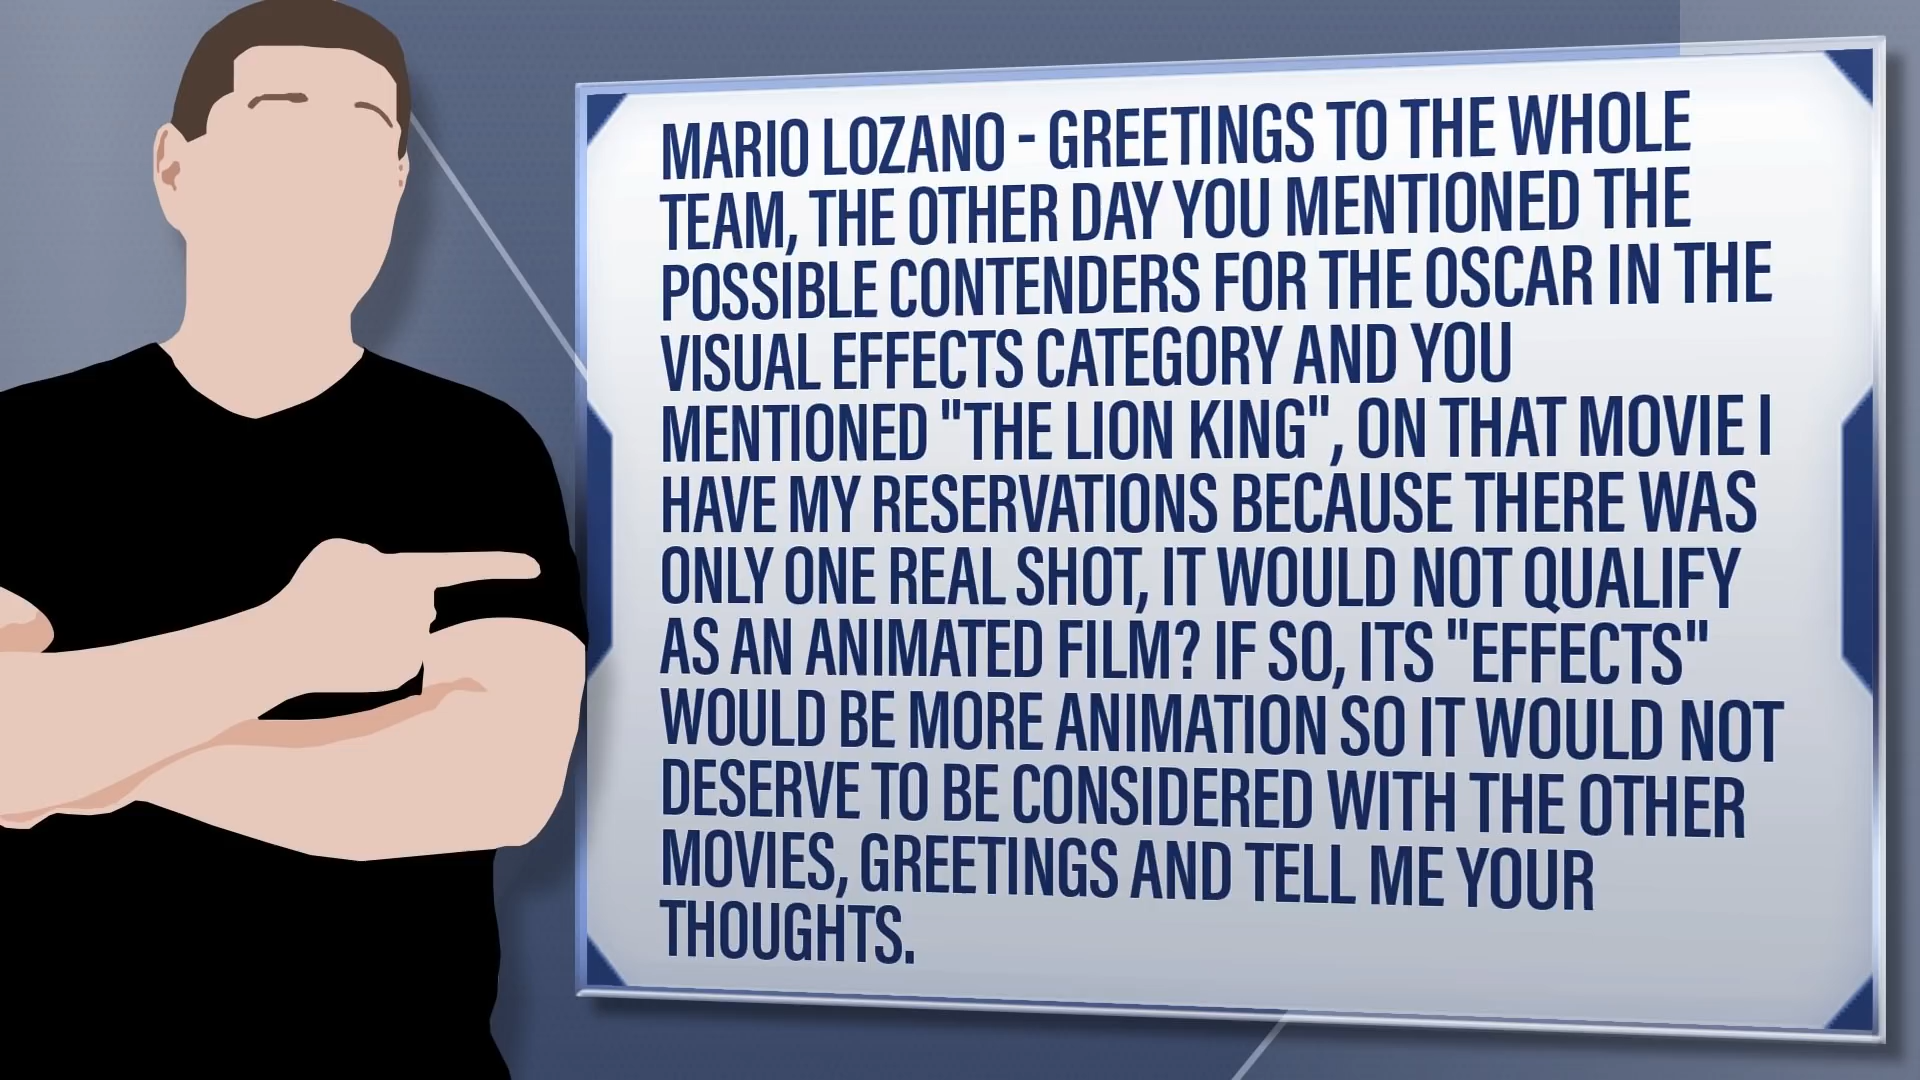 MARIO LOZANO - GREETINGS TO THE WHOLE
TEAM, THE OTHER DAY YOU MENTIONED THE
POSSIBLE CONTENDERS FOR THE OSCAR IN THE
VISUAL EFFECTS CATEGORY AND YOU
MENTIONED "THE LION KING", ON THAT MOVIE I
HAVE MY RESERVATIONS BECAUSE THERE WAS
ONLY ONE REAL SHOT, IT WOULD NOT QUALIFY
AS AN ANIMATED FILM? IF SO, ITS "EFFECTS"
WOULD BE MORE ANIMATION SO IT WOULD NOT
DESERVE TO BE CONSIDERED WITH THE OTHER
MOVIES, GREETINGS AND TELL ME YOUR
THOUGHTS.